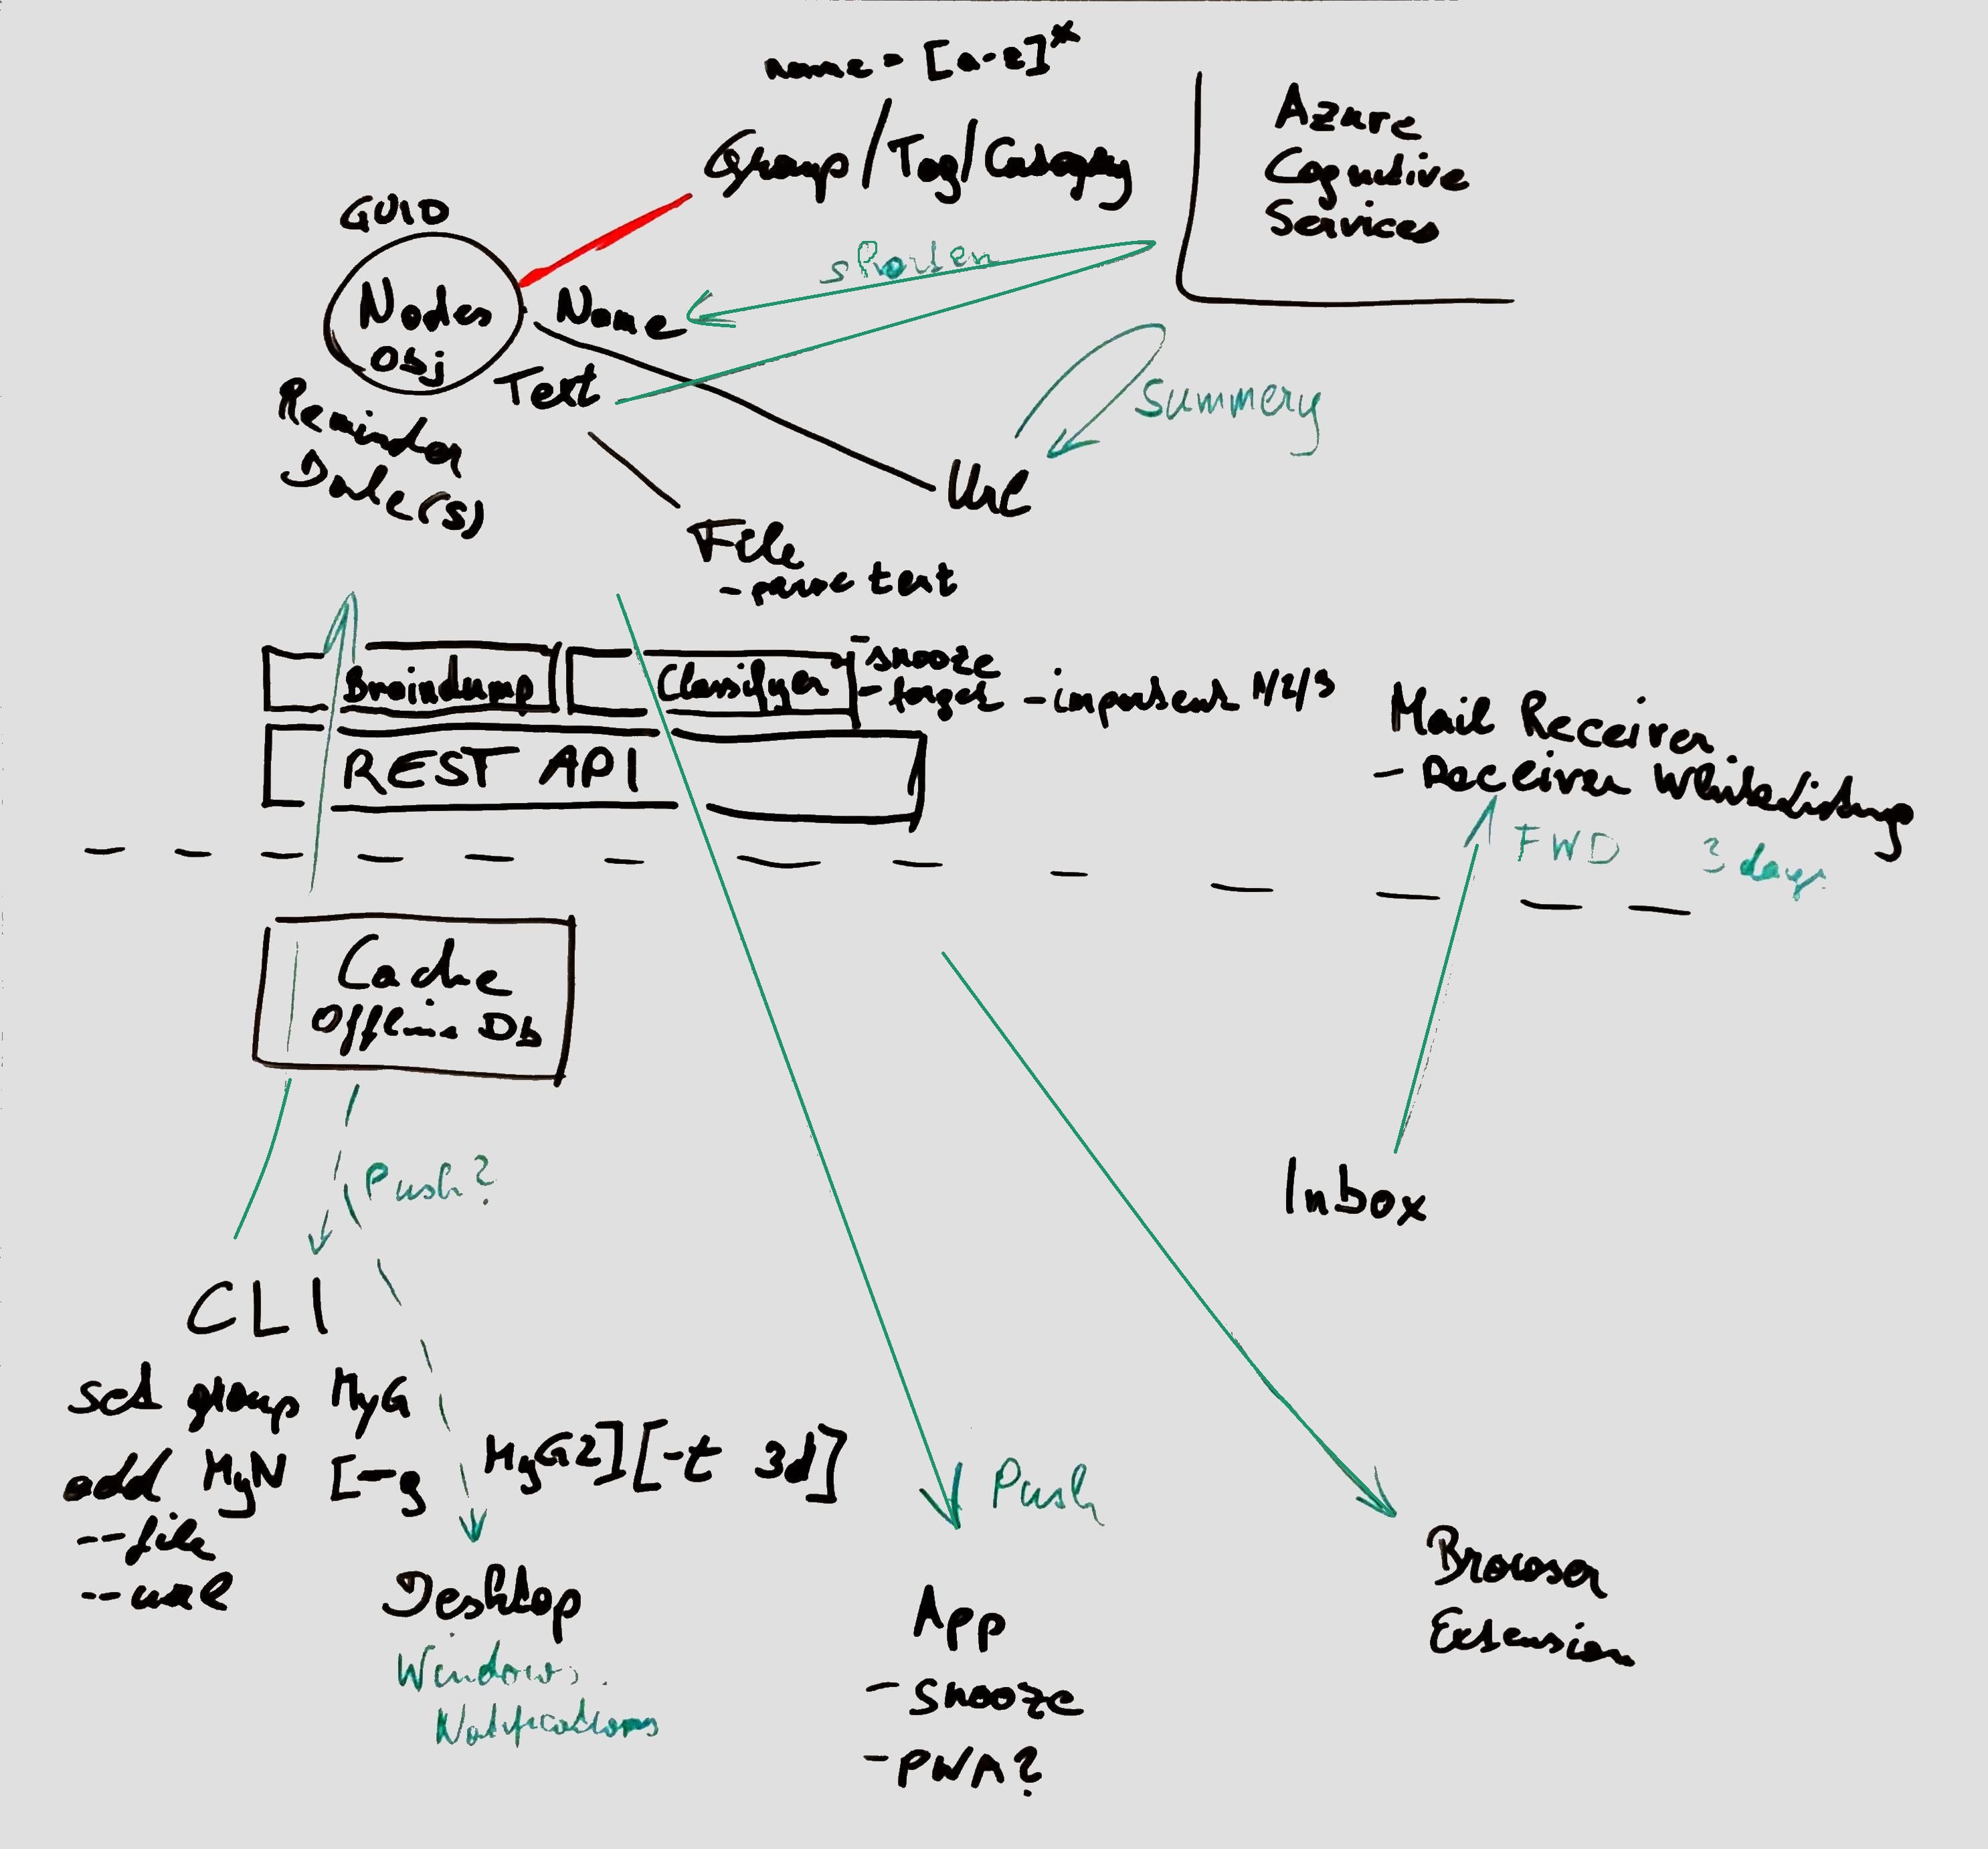 name = [a-z]*
Group/Tag/Category
Azure
Cognitive
Services
GUID
Nodes
Obj
Name
Text
Reminder
Date(s)
shorten
Summery
Url
File
- pure text
Braindump
Classifyer
- snooze
- forget - important 1/2/3
REST API
Mail Receiver
- Receiver Whitelisting
FWD 3 days
Cache
Offline Db
Push?
Inbox
CLI
set group MyG
add MyN [-g MyG2] [-t 3d]
--file
--url
Push
Desktop
Windows
Notifications
App
- Snooze
- PWA?
Browser
Extension